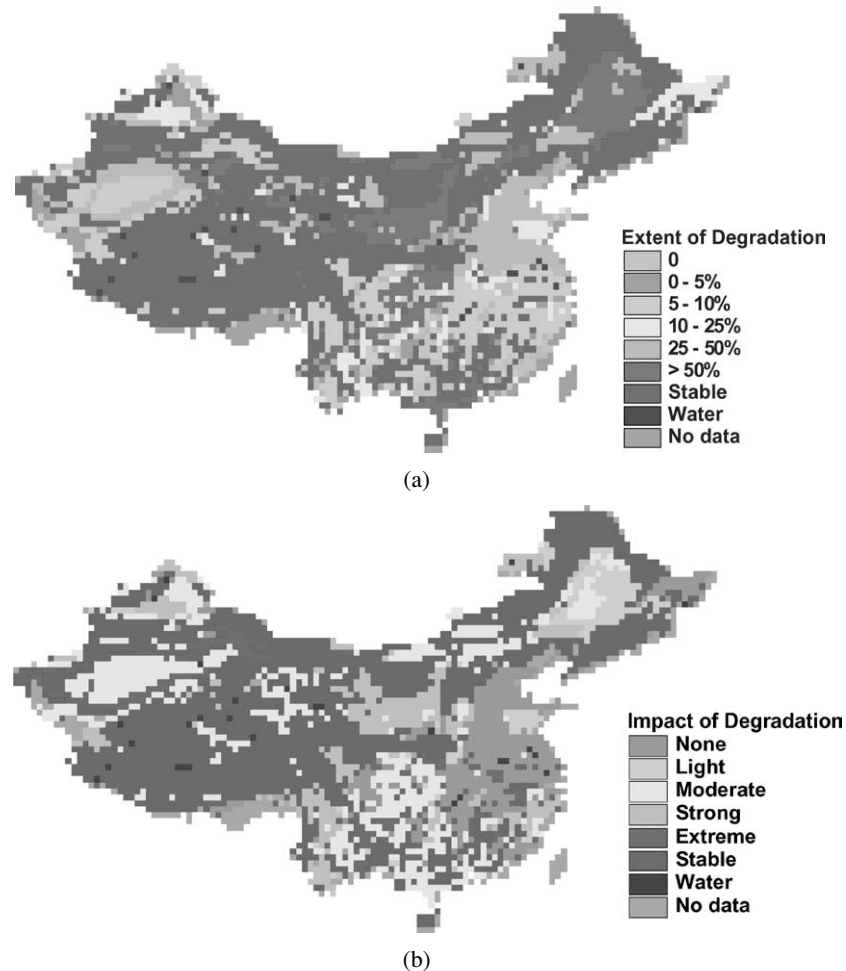 Extent of Degradation
0
0 - 5%
5 - 10%
10 - 25%
25 - 50%
> 50%
Stable
Water
No data
(a)
Impact of Degradation
None
Light
Moderate
Strong
Extreme
Stable
Water
No data
(b)